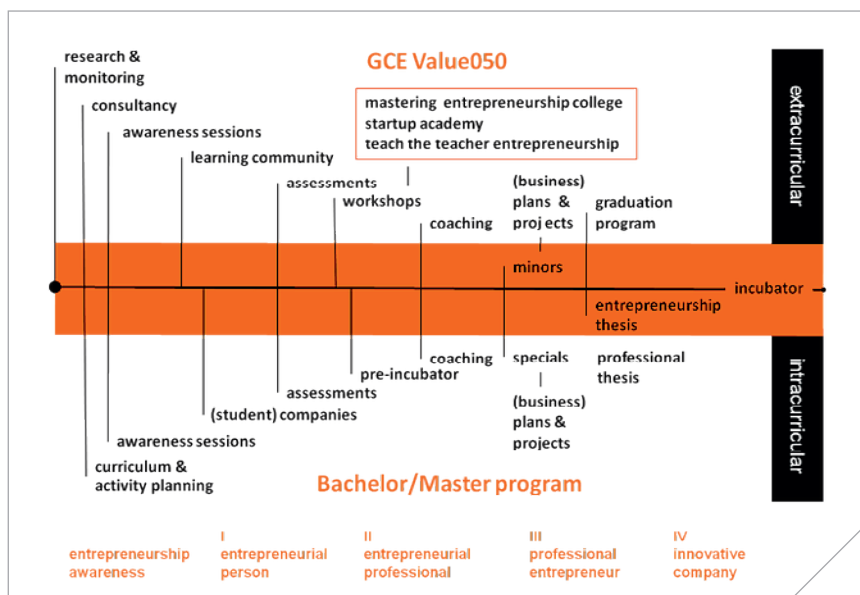 research &
monitoring
GCE Value050
consultancy
mastering entrepreneurship college
startup academy
teach the teacher entrepreneurship
awareness sessions
learning community
assessments
workshops
(business)
plans &
projects
coaching
graduation
program
extracurricular
minors
incubator
entrepreneurship
thesis
coaching
specials
professional
thesis
pre-incubator
assessments
(student) companies
(business)
plans &
projects
awareness sessions
curriculum &
activity planning
intracurricular
Bachelor/Master program
entrepreneurship
awareness
I
entrepreneurial
person
II
entrepreneurial
professional
III
professional
entrepreneur
IV
innovative
company